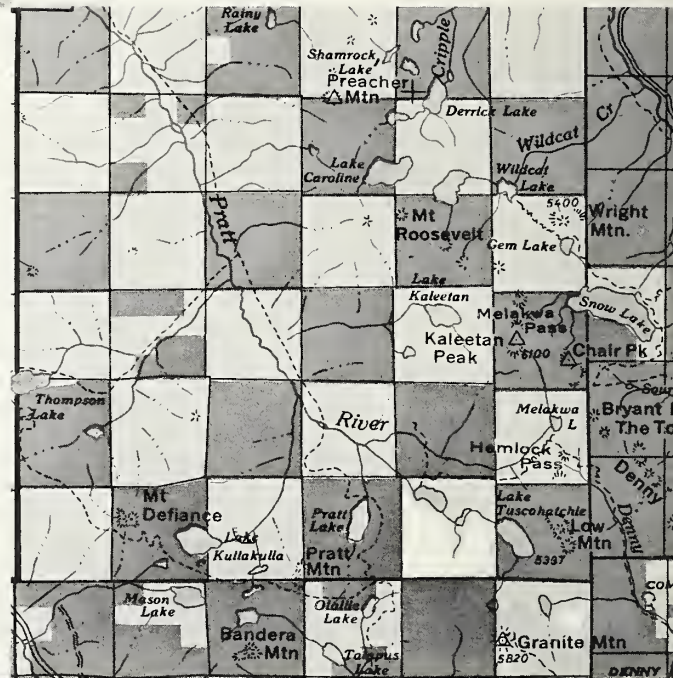 Rainy
Lake
Shamrock
Lake
Preacher
Mtn
Cripple
Derrick Lake
Wildcat
Cr
Lake
Caroline
Wildcat
Lake
Pratt
Mt
Roosevelt
5400
Wright
Mtn.
Gem Lake
Lake
Kaleetan
Melakwa
Pass
Snow Lake
Kaleetan
Peak
6100
Chair Pk
Thompson
Lake
River
Melakwa
L
Bryant
Hemlock
Pass
Denny
Mt
Defiance
Lake
Kullakulla
Pratt
Lake
Pratt
Mtn
Lake
Tuscohatchie
Low
Mtn
5397
Denny
Cr
Mason
Lake
Olallie
Lake
Bandera
Mtn
Talapus
Lake
Granite Mtn
5820
DENNY